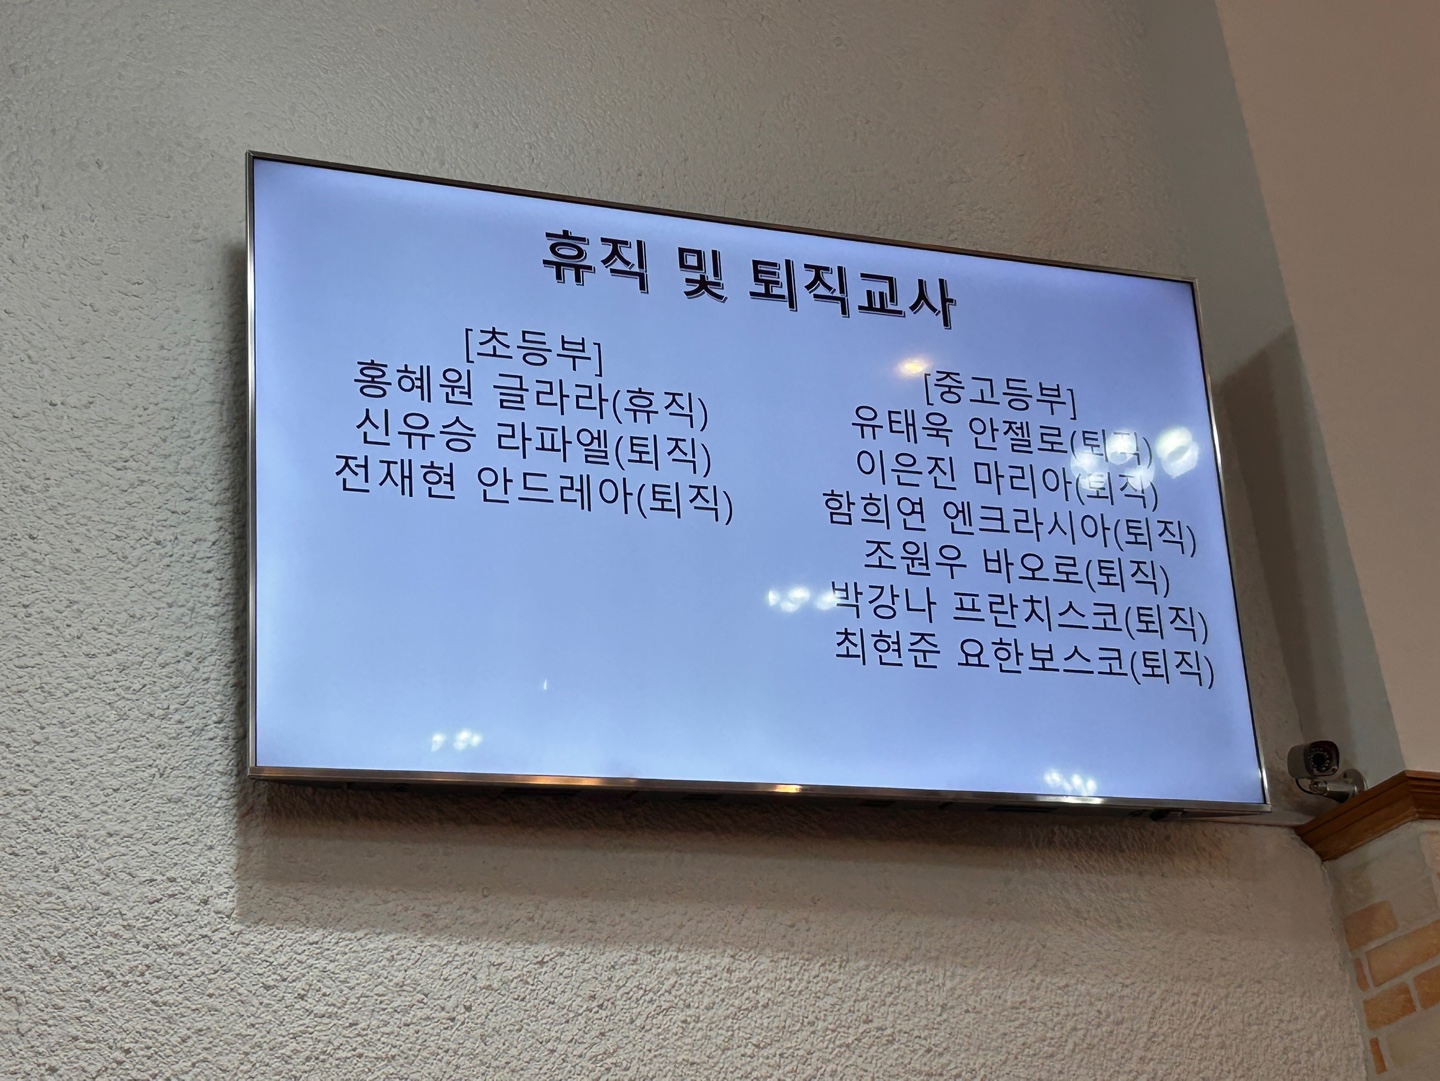 휴직 및 퇴직교사
[초등부]
홍혜원 글라라(휴직)
신유승 라파엘(퇴직)
전재현 안드레아(퇴직)
[중고등부]
유태욱 안젤로(퇴직)
이은진 마리아(퇴직)
함희연 엔크라시아(퇴직)
조원우 바오로(퇴직)
박강나 프란치스코(퇴직)
최현준 요한보스코(퇴직)